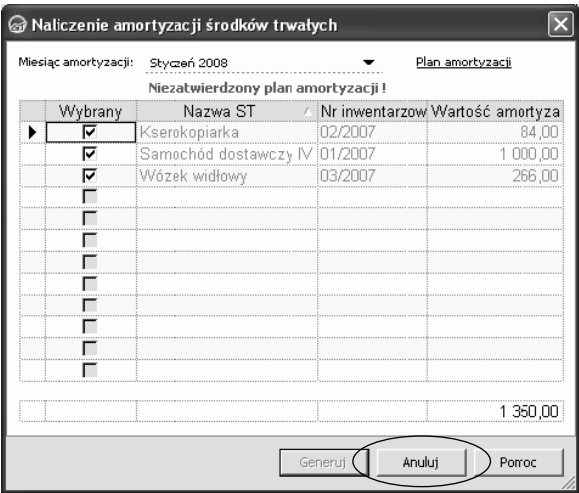 Naliczenie amortyzacji środków trwałych
Miesiąc amortyzacji: Styczeń 2008 Plan amortyzacji
Niezatwierdzony plan amortyzacji !
Wybrany Nazwa ST Nr inwentarzow Wartość amortyza
Kserokopiarka 02/2007 84,00
Samochód dostawczy IV 01/2007 1 000,00
Wózek widłowy 03/2007 266,00
1 350,00
Generuj Anuluj Pomoc